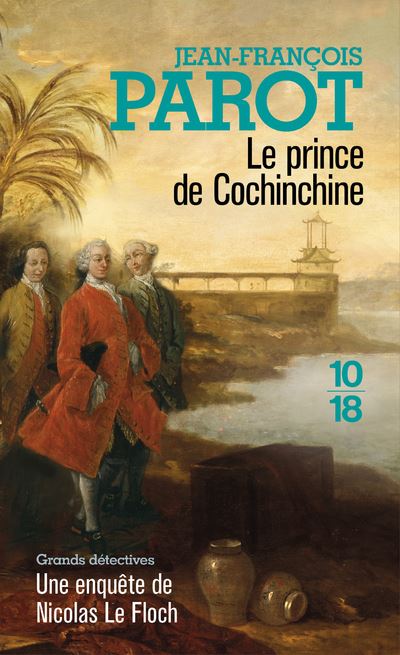 JEAN-FRANÇOIS
PAROT
Le prince
de Cochinchine
10
18
Grands détectives
Une enquête de
Nicolas Le Floch